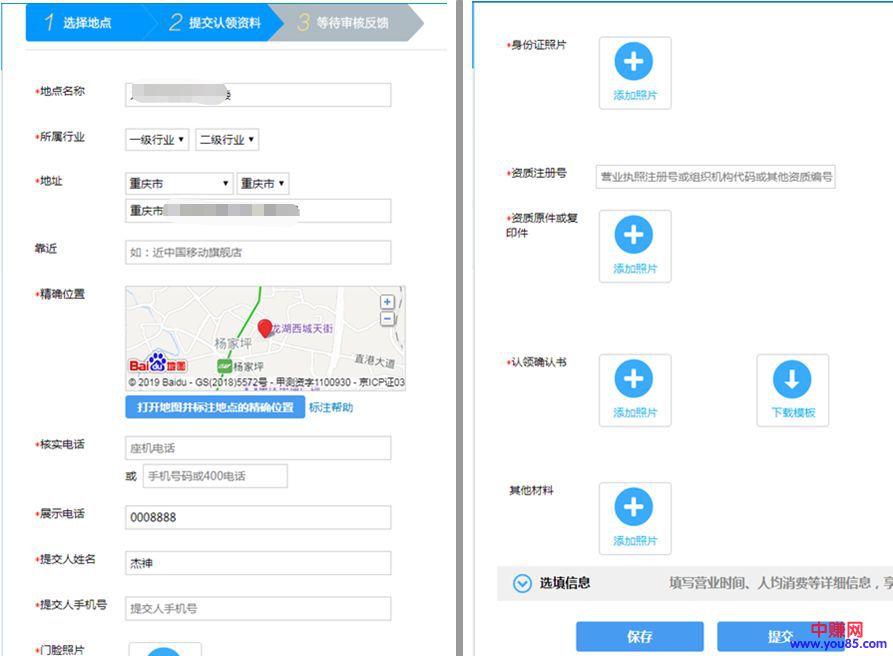 1 选择地点
2 提交认领资料
3 等待审核反馈
*地点名称
*所属行业
一级行业
二级行业
*地址
重庆市
重庆市
重庆市
靠近
如：近中国移动旗舰店
*精确位置
龙湖西城天街
杨家坪
杨家坪
直港大道
Bai 地图
© 2019 Baidu - GS(2018)5572号 - 甲测资字1100930 - 京ICP证03
打开地图并标注地点的精确位置
标注帮助
*核实电话
座机电话
或
手机号码或400电话
*展示电话
0008888
*提交人姓名
杰神
*提交人手机号
提交人手机号
*门脸照片
*身份证照片
添加照片
*资质注册号
营业执照注册号或组织机构代码或其他资质编号
*资质原件或复
印件
添加照片
*认领确认书
添加照片
下载模板
其他材料
添加照片
选填信息
填写营业时间、人均消费等详细信息，享
保存
提交
中赚网
www.you85.com